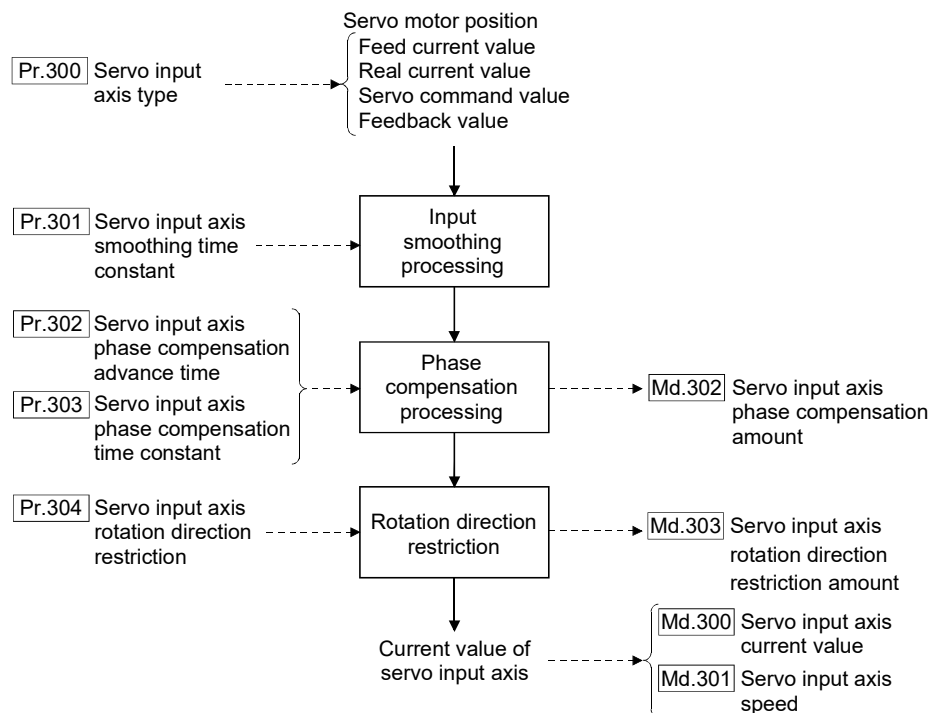 Servo motor position
Pr.300 Servo input
axis type
Feed current value
Real current value
Servo command value
Feedback value
Pr.301 Servo input axis
smoothing time
constant
Input
smoothing
processing
Pr.302 Servo input axis
phase compensation
advance time
Pr.303 Servo input axis
phase compensation
time constant
Phase
compensation
processing
Md.302 Servo input axis
phase compensation
amount
Pr.304 Servo input axis
rotation direction
restriction
Rotation direction
restriction
Md.303 Servo input axis
rotation direction
restriction amount
Current value of
servo input axis
Md.300 Servo input axis
current value
Md.301 Servo input axis
speed